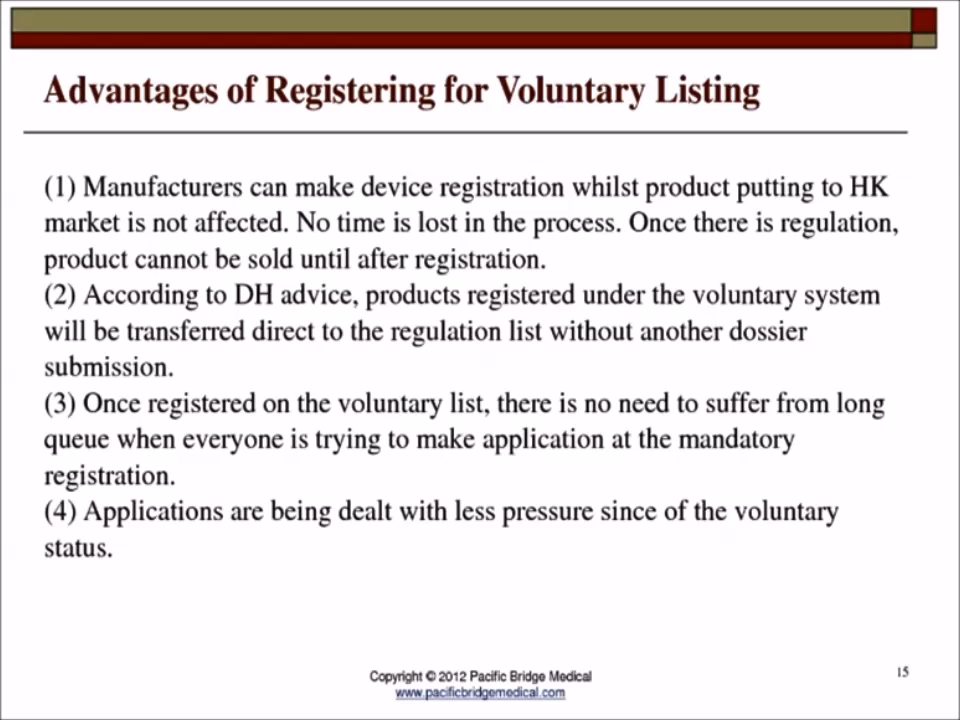 Advantages of Registering for Voluntary Listing
(1) Manufacturers can make device registration whilst product putting to HK
market is not affected. No time is lost in the process. Once there is regulation,
product cannot be sold until after registration.
(2) According to DH advice, products registered under the voluntary system
will be transferred direct to the regulation list without another dossier
submission.
(3) Once registered on the voluntary list, there is no need to suffer from long
queue when everyone is trying to make application at the mandatory
registration.
(4) Applications are being dealt with less pressure since of the voluntary
status.
Copyright © 2012 Pacific Bridge Medical
www.pacificbridgemedical.com
15